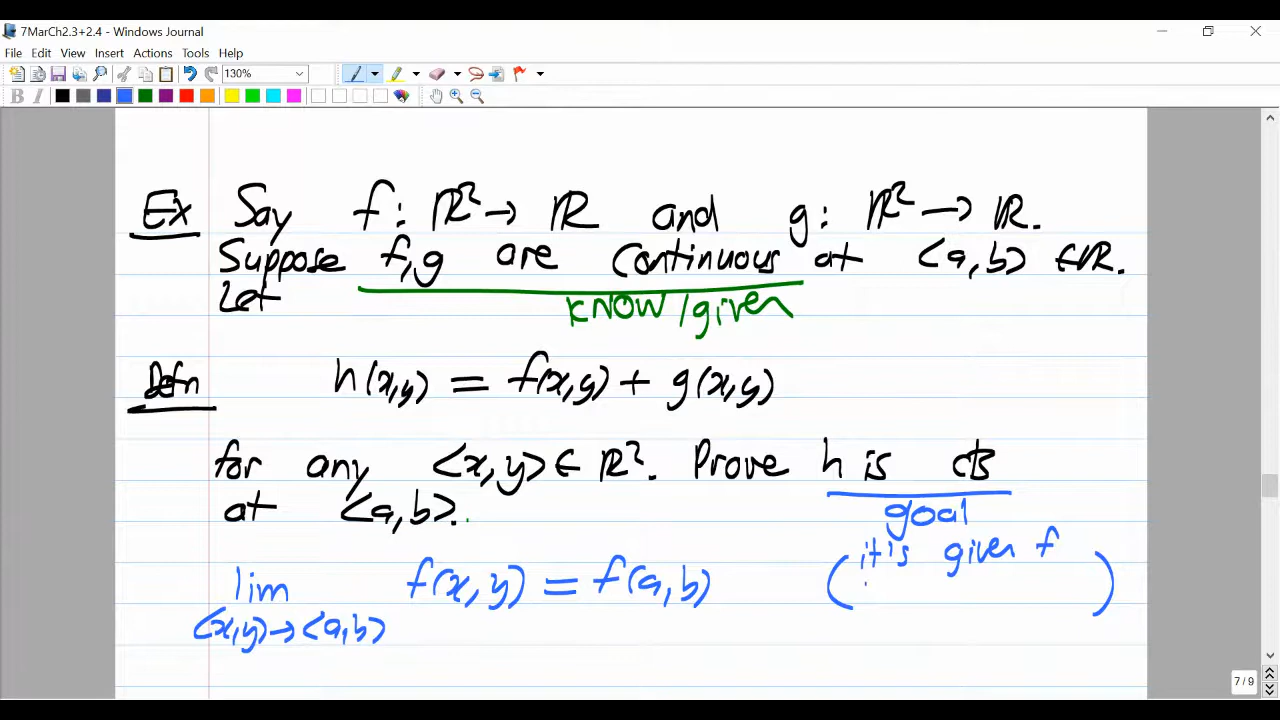 7MarCh2.3+2.4 - Windows Journal
File Edit View Insert Actions Tools Help
130%
B I
Ex Say f: ℝ² → ℝ and g: ℝ² → ℝ.
Suppose f,g are continuous at <a,b> ∈ ℝ.
Let
know/given
Defn h(x,y) = f(x,y) + g(x,y)
for any <x,y> ∈ ℝ². Prove h is cts
at <a,b>.
goal
(it's given f
lim f(x,y) = f(a,b) )
<x,y>→<a,b>
7 / 9